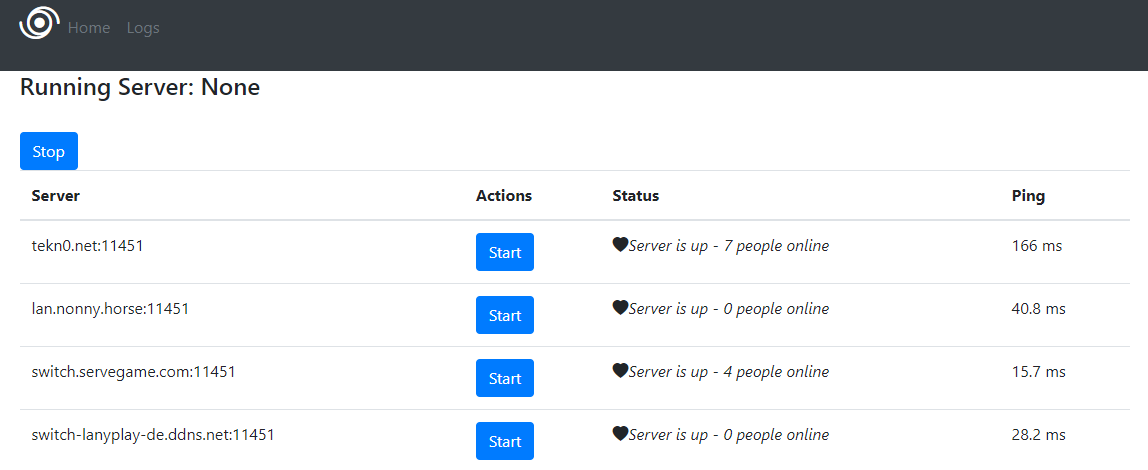 Home Logs
Running Server: None
Stop
Server Actions Status Ping
tekn0.net:11451 Start Server is up - 7 people online 166 ms
lan.nonny.horse:11451 Start Server is up - 0 people online 40.8 ms
switch.servegame.com:11451 Start Server is up - 4 people online 15.7 ms
switch-lanyplay-de.ddns.net:11451 Start Server is up - 0 people online 28.2 ms